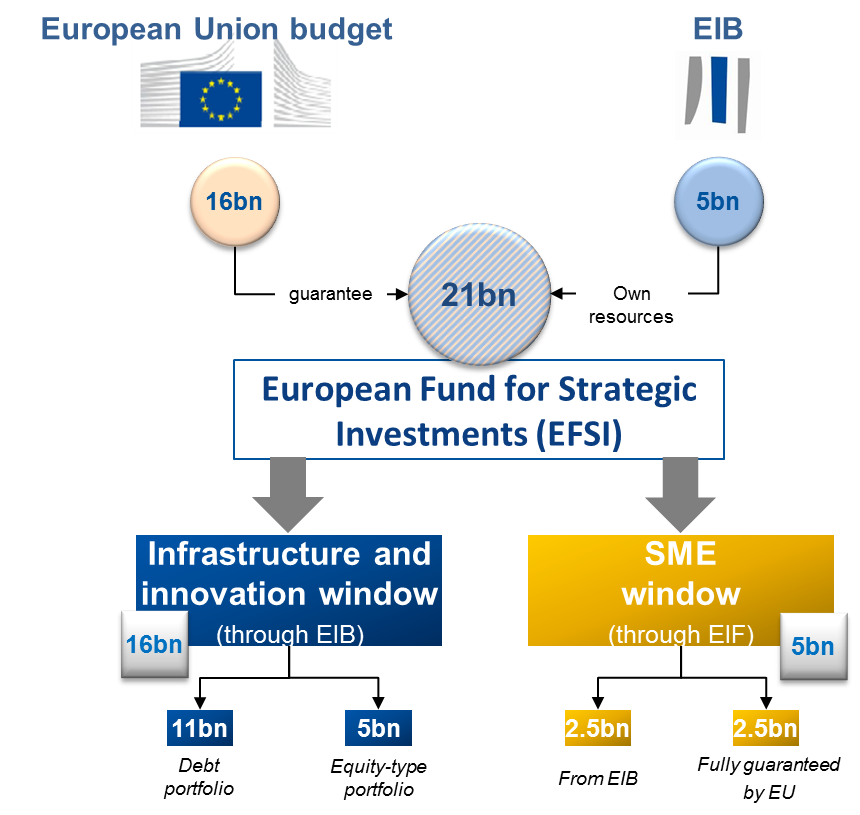 European Union budget
EIB
16bn
5bn
21bn
guarantee
Own
resources
European Fund for Strategic
Investments (EFSI)
Infrastructure and
innovation window
(through EIB)
16bn
SME
window
(through EIF)
5bn
11bn
5bn
2.5bn
2.5bn
Debt
portfolio
Equity-type
portfolio
From EIB
Fully guaranteed
by EU